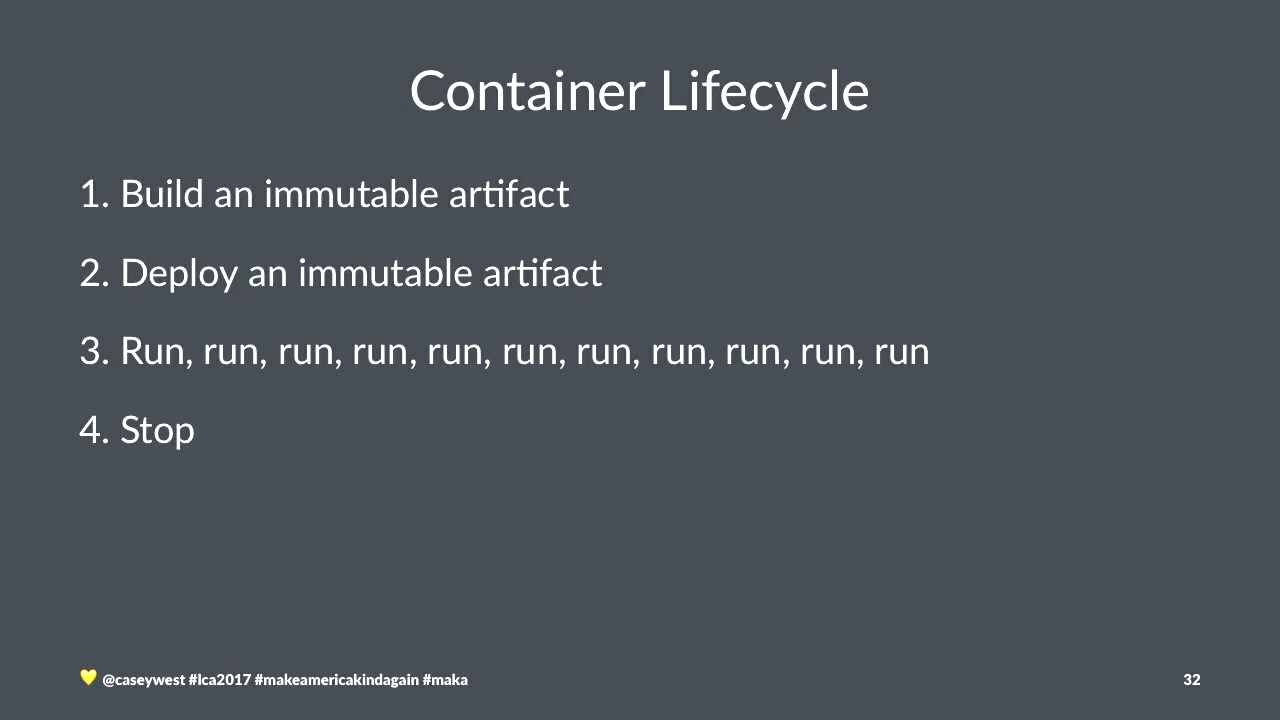 Container Lifecycle
1. Build an immutable artifact
2. Deploy an immutable artifact
3. Run, run, run, run, run, run, run, run, run, run, run
4. Stop
💛 @caseywest #lca2017 #makeamericakindagain #maka
32